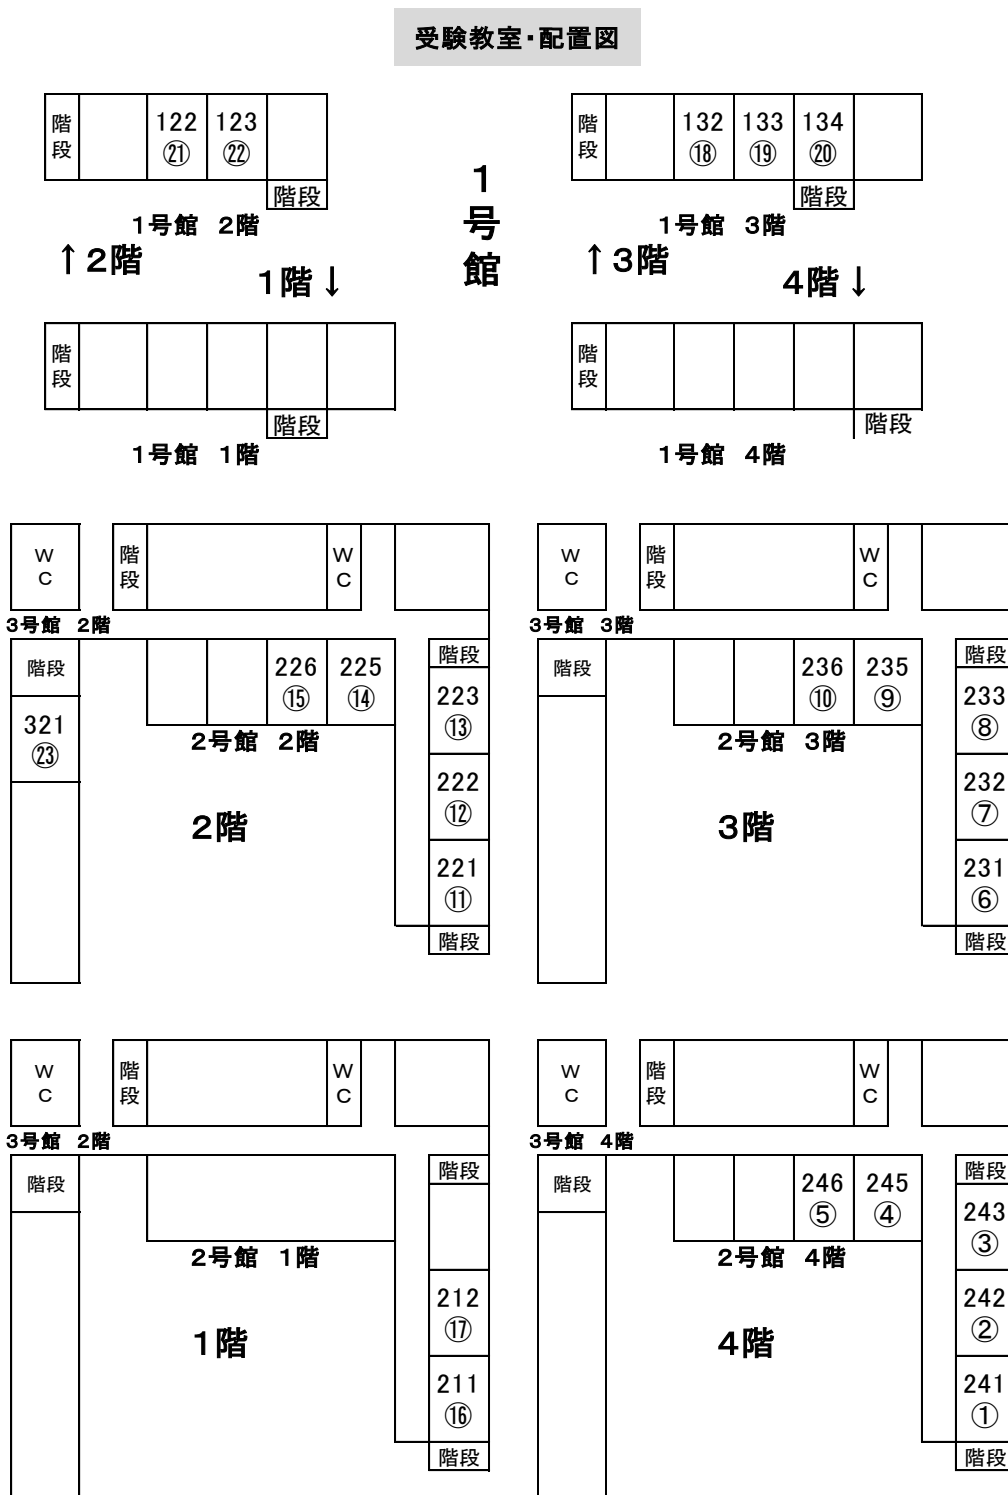 受験教室・配置図
階段
122
㉑
123
㉒
階段
1号館 2階
↑2階
1階↓
1号館
階段
132
⑱
133
⑲
134
⑳
階段
1号館 3階
↑3階
4階↓
階段
階段
1号館 1階
階段
階段
1号館 4階
WC
階段
WC
3号館 2階
階段
321
㉓
226
⑮
225
⑭
2号館 2階
2階
階段
223
⑬
222
⑫
221
⑪
階段
WC
階段
WC
3号館 3階
階段
236
⑩
235
⑨
2号館 3階
3階
階段
233
⑧
232
⑦
231
⑥
階段
WC
階段
WC
3号館 2階
階段
2号館 1階
1階
階段
212
⑰
211
⑯
階段
WC
階段
WC
3号館 4階
階段
246
⑤
245
④
2号館 4階
4階
階段
243
③
242
②
241
①
階段